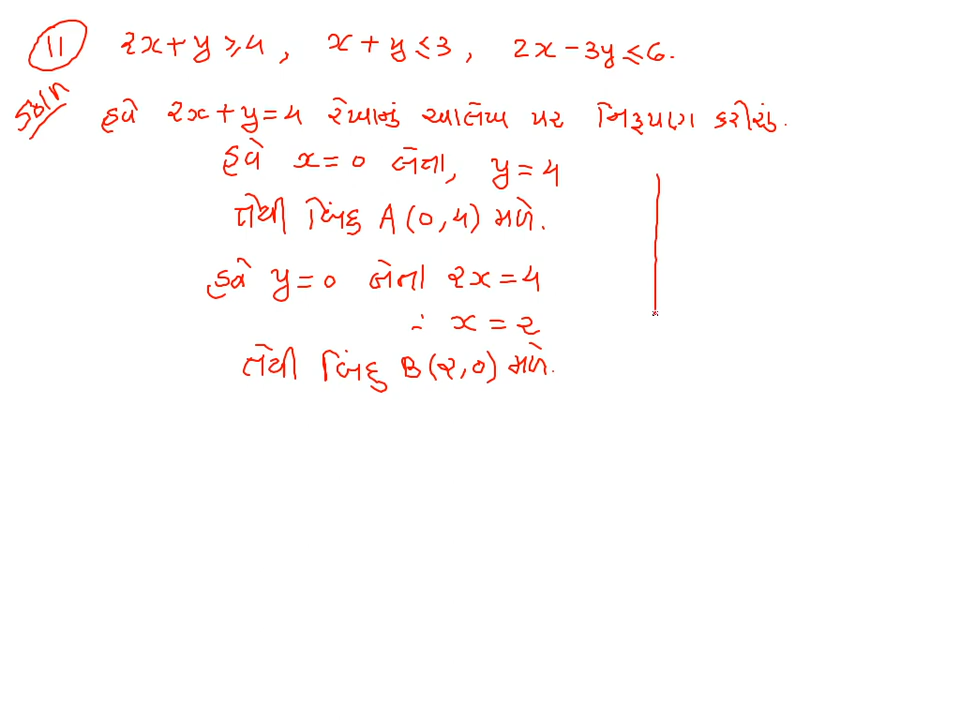 11 2x+y≥4, x+y≤3, 2x-3y≤6.
Soln હવે 2x+y=4 રેખાનું આલેખ પર નિરૂપણ કરીશું.
હવે x=0 લેતા, y=4
તેથી બિંદુ A(0,4) મળે.
હવે y=0 લેતા 2x=4
∴ x=2
તેથી બિંદુ B(2,0) મળે.